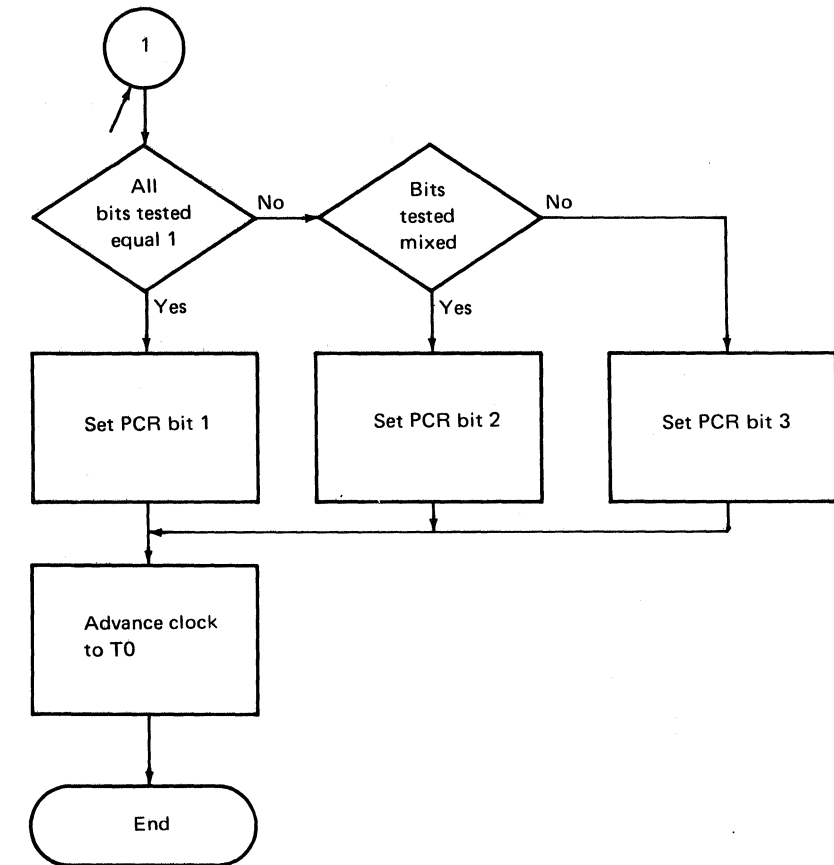 1
All
bits tested
equal 1
No
Bits
tested
mixed
No
Yes
Yes
Set PCR bit 1
Set PCR bit 2
Set PCR bit 3
Advance clock
to T0
End